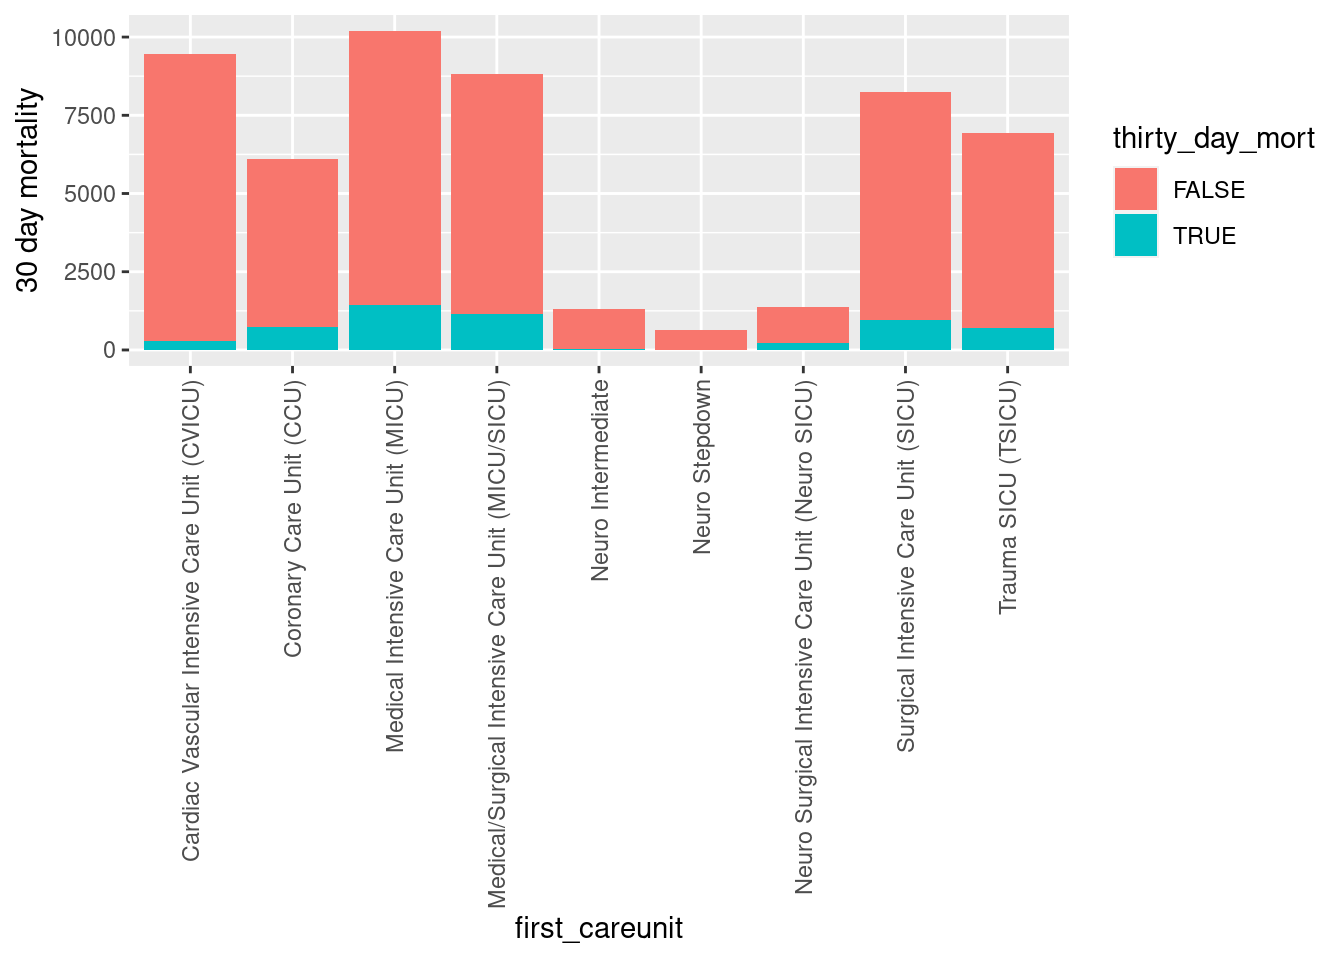 10000
7500
5000
2500
0
30 day mortality
thirty_day_mort
FALSE
TRUE
Cardiac Vascular Intensive Care Unit (CVICU)
Coronary Care Unit (CCU)
Medical Intensive Care Unit (MICU)
Medical/Surgical Intensive Care Unit (MICU/SICU)
Neuro Intermediate
Neuro Stepdown
Neuro Surgical Intensive Care Unit (Neuro SICU)
Surgical Intensive Care Unit (SICU)
Trauma SICU (TSICU)
first_careunit